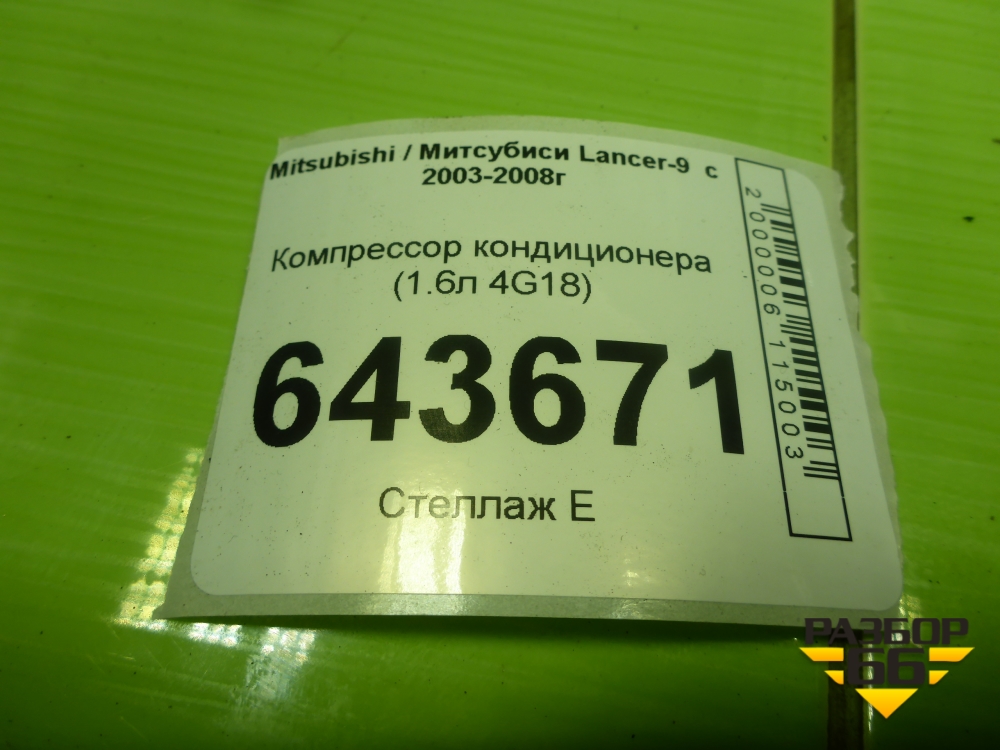 Mitsubishi / Митсубиси Lancer-9 с
2003-2008г
Компрессор кондиционера
(1.6л 4G18)
643671
Стеллаж Е
2000006115003
РАЗБОР
66